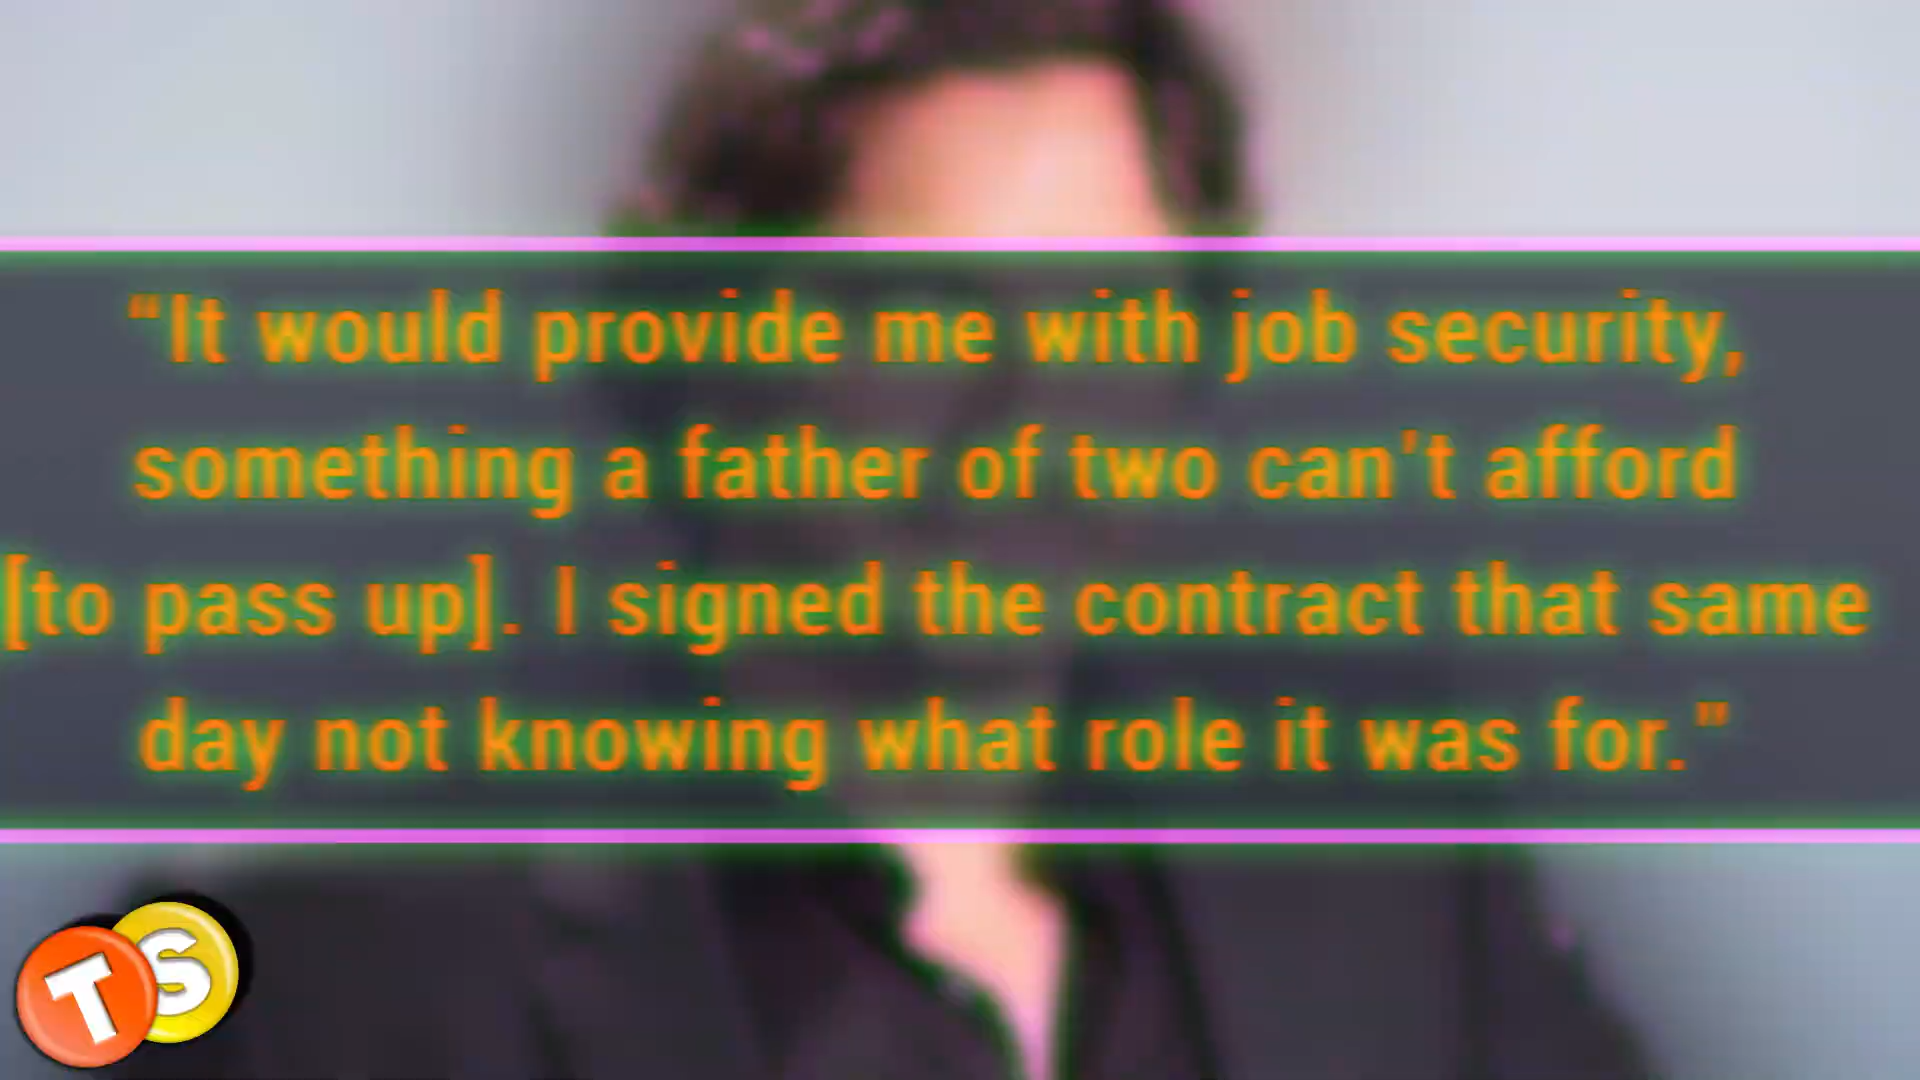 “It would provide me with job security,
something a father of two can't afford
[to pass up]. I signed the contract that same
day not knowing what role it was for."
TS